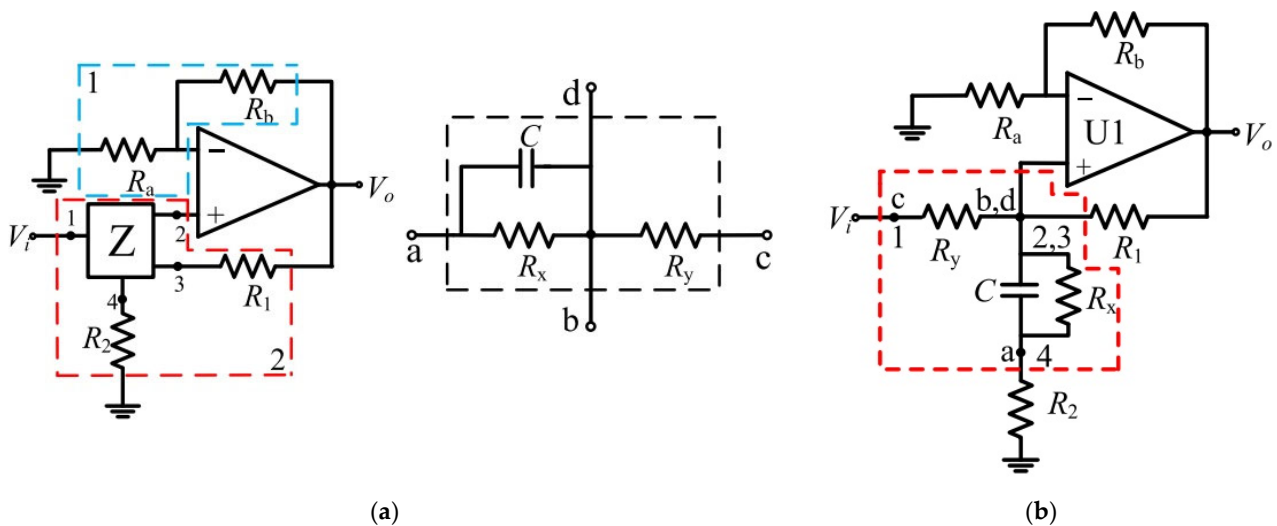 1
R_b
R_a
V_i
1
Z
2
3
4
R_1
R_2
2
−
+
V_o
d
C
a
R_x
R_y
c
b
R_b
R_a
−
U1
+
V_o
c
b,d
V_i
1
R_y
2,3
R_1
C
R_x
a
4
R_2
(a)
(b)